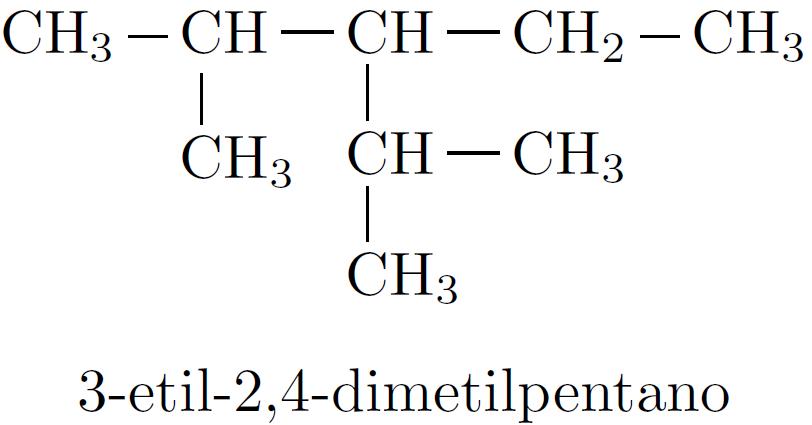 CH₃ — CH — CH — CH₂ — CH₃
CH₃ CH — CH₃
CH₃
3-etil-2,4-dimetilpentano